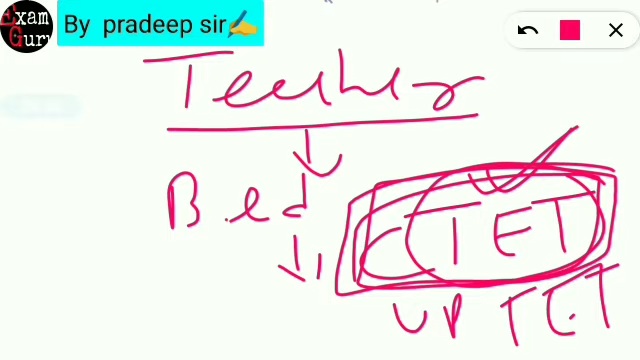 Exam
Guru
By pradeep sir✍️
Teacher
B.ed
CTET
UPTET